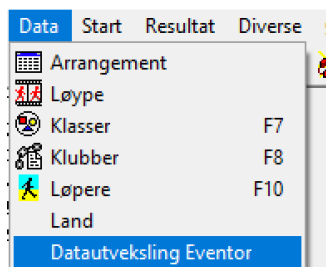 Data Start Resultat Diverse
Arrangement
Løype
Klasser F7
Klubber F8
Løpere F10
Land
Datautveksling Eventor